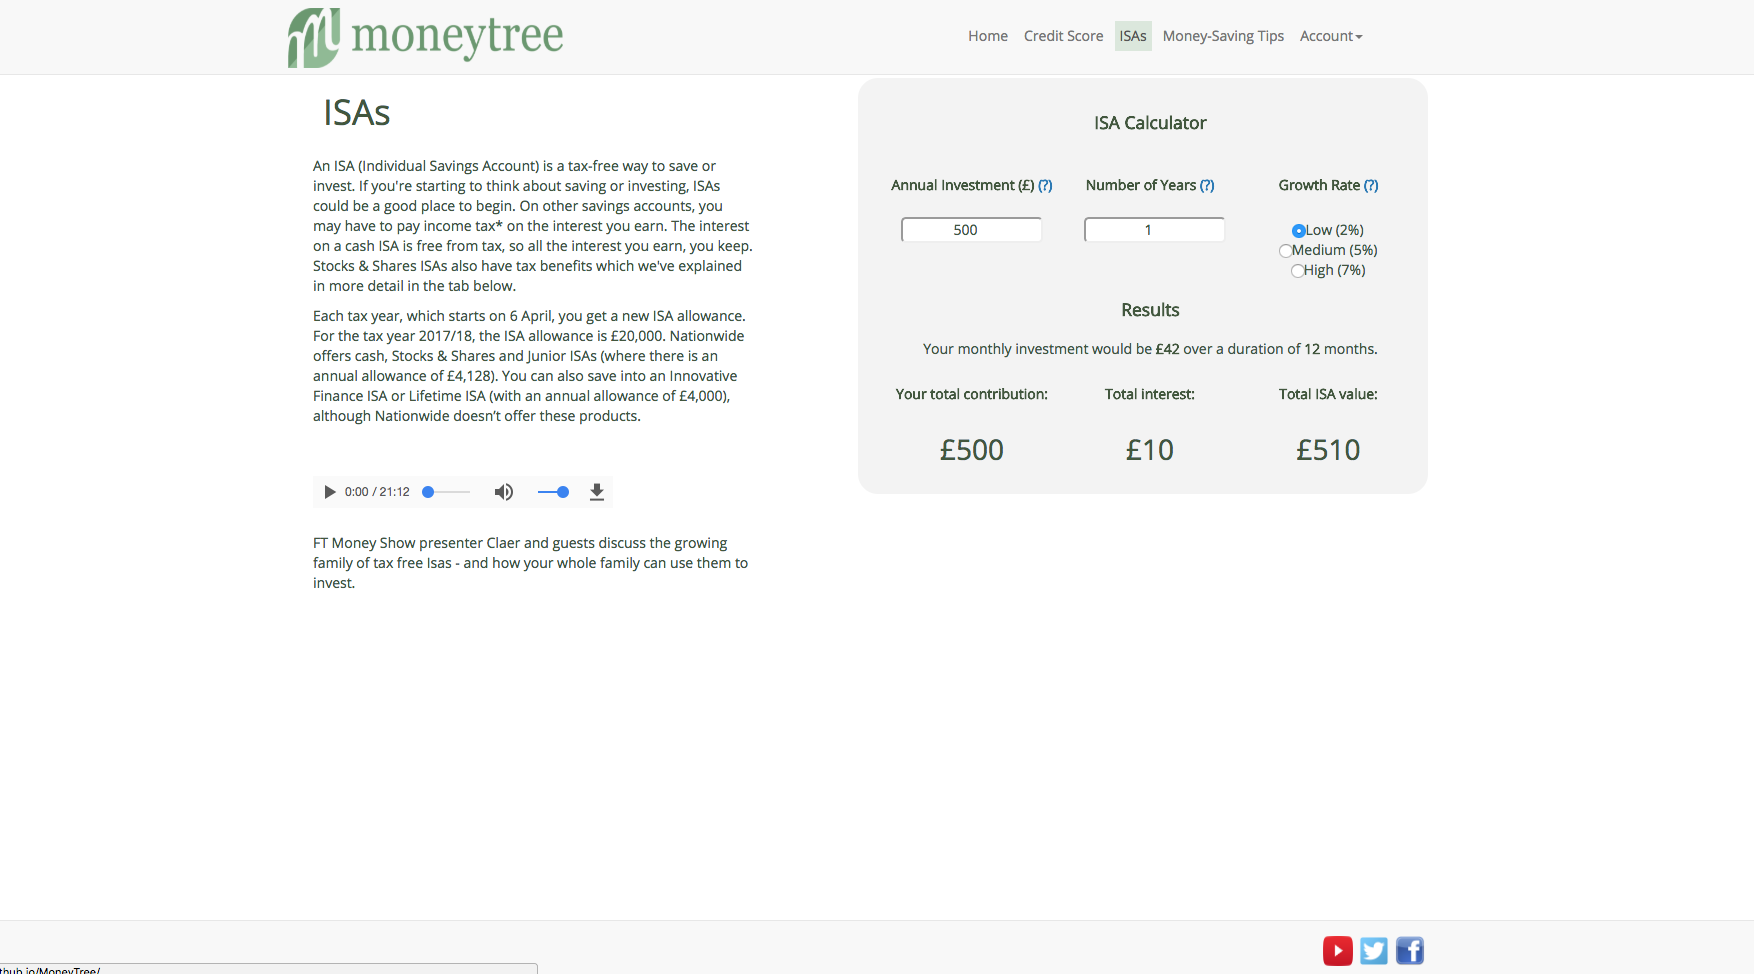 moneytree
Home Credit Score ISAs Money-Saving Tips Account
ISAs
An ISA (Individual Savings Account) is a tax-free way to save or
invest. If you're starting to think about saving or investing, ISAs
could be a good place to begin. On other savings accounts, you
may have to pay income tax* on the interest you earn. The interest
on a cash ISA is free from tax, so all the interest you earn, you keep.
Stocks & Shares ISAs also have tax benefits which we've explained
in more detail in the tab below.
Each tax year, which starts on 6 April, you get a new ISA allowance.
For the tax year 2017/18, the ISA allowance is £20,000. Nationwide
offers cash, Stocks & Shares and Junior ISAs (where there is an
annual allowance of £4,128). You can also save into an Innovative
Finance ISA or Lifetime ISA (with an annual allowance of £4,000),
although Nationwide doesn’t offer these products.
0:00 / 21:12
FT Money Show presenter Claer and guests discuss the growing
family of tax free Isas - and how your whole family can use them to
invest.
ISA Calculator
Annual Investment (£) (?) Number of Years (?) Growth Rate (?)
500 1
Low (2%)
Medium (5%)
High (7%)
Results
Your monthly investment would be £42 over a duration of 12 months.
Your total contribution: Total interest: Total ISA value:
£500 £10 £510
thub.io/MoneyTree/